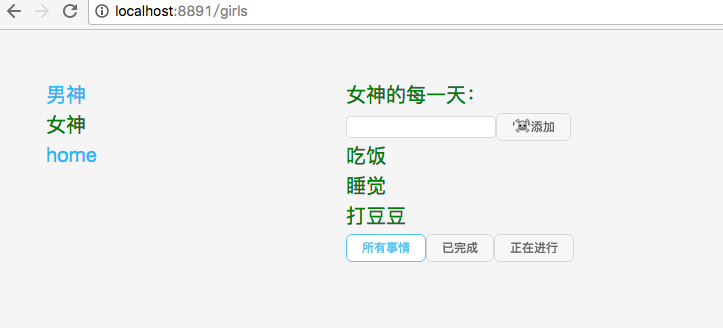 localhost:8891/girls
男神
女神
home
女神的每一天：
'☠添加
吃饭
睡觉
打豆豆
所有事情 已完成 正在进行